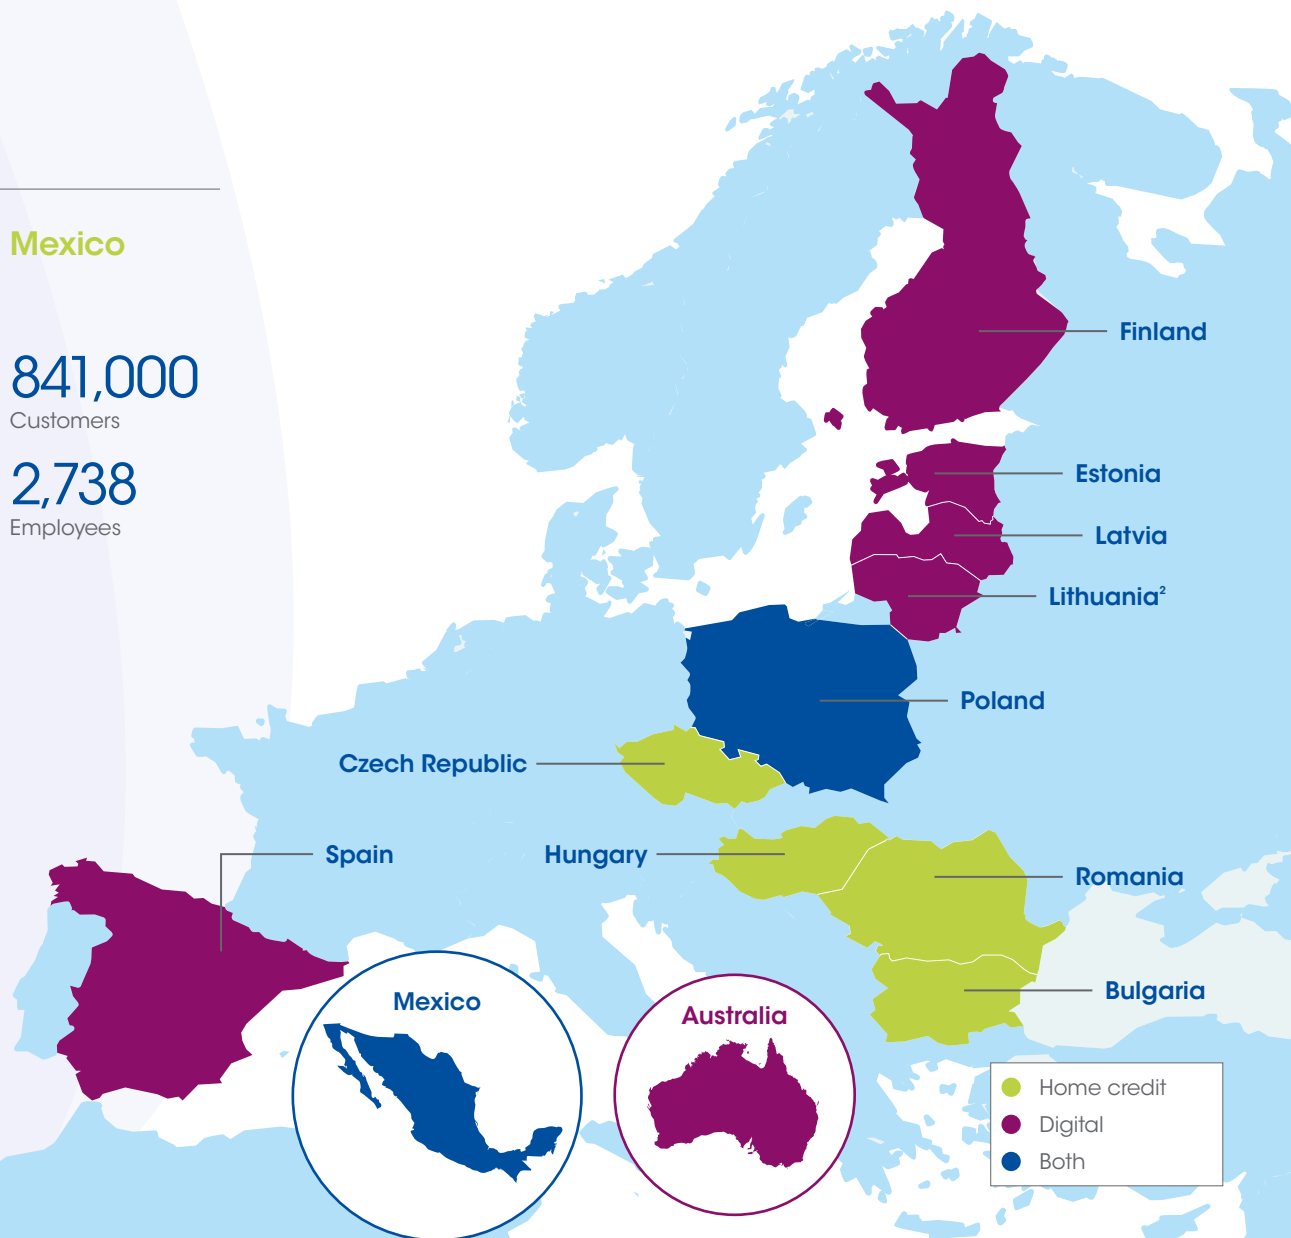 Mexico
841,000
Customers
2,738
Employees
Finland
Estonia
Latvia
Lithuania²
Poland
Czech Republic
Spain
Hungary
Romania
Bulgaria
Mexico
Australia
Home credit
Digital
Both